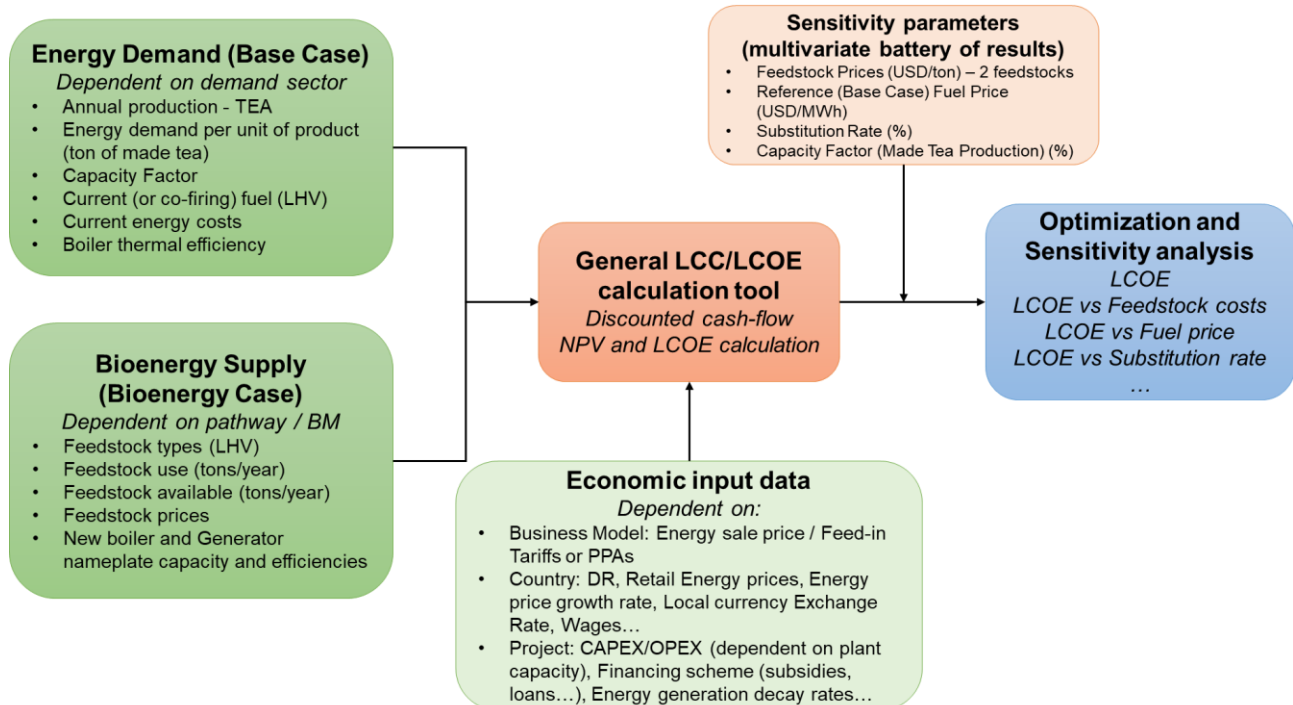 Energy Demand (Base Case)
Dependent on demand sector
• Annual production - TEA
• Energy demand per unit of product
(ton of made tea)
• Capacity Factor
• Current (or co-firing) fuel (LHV)
• Current energy costs
• Boiler thermal efficiency
Bioenergy Supply
(Bioenergy Case)
Dependent on pathway / BM
• Feedstock types (LHV)
• Feedstock use (tons/year)
• Feedstock available (tons/year)
• Feedstock prices
• New boiler and Generator
nameplate capacity and efficiencies
General LCC/LCOE
calculation tool
Discounted cash-flow
NPV and LCOE calculation
Sensitivity parameters
(multivariate battery of results)
• Feedstock Prices (USD/ton) – 2 feedstocks
• Reference (Base Case) Fuel Price
(USD/MWh)
• Substitution Rate (%)
• Capacity Factor (Made Tea Production) (%)
Economic input data
Dependent on:
• Business Model: Energy sale price / Feed-in
Tariffs or PPAs
• Country: DR, Retail Energy prices, Energy
price growth rate, Local currency Exchange
Rate, Wages…
• Project: CAPEX/OPEX (dependent on plant
capacity), Financing scheme (subsidies,
loans…), Energy generation decay rates…
Optimization and
Sensitivity analysis
LCOE
LCOE vs Feedstock costs
LCOE vs Fuel price
LCOE vs Substitution rate
…